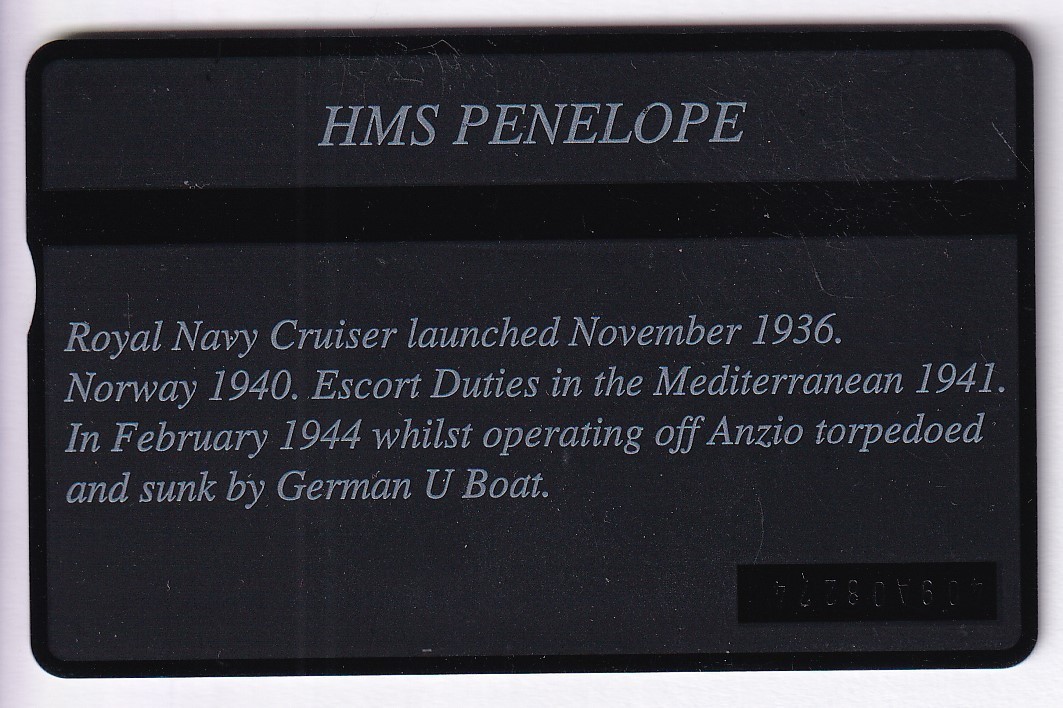 HMS PENELOPE
Royal Navy Cruiser launched November 1936.
Norway 1940. Escort Duties in the Mediterranean 1941.
In February 1944 whilst operating off Anzio torpedoed
and sunk by German U Boat.